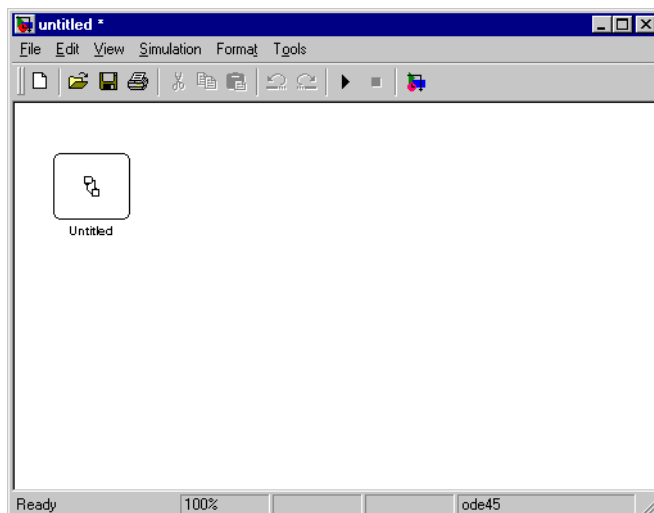 untitled *
File Edit View Simulation Format Tools
Untitled
Ready 100% ode45